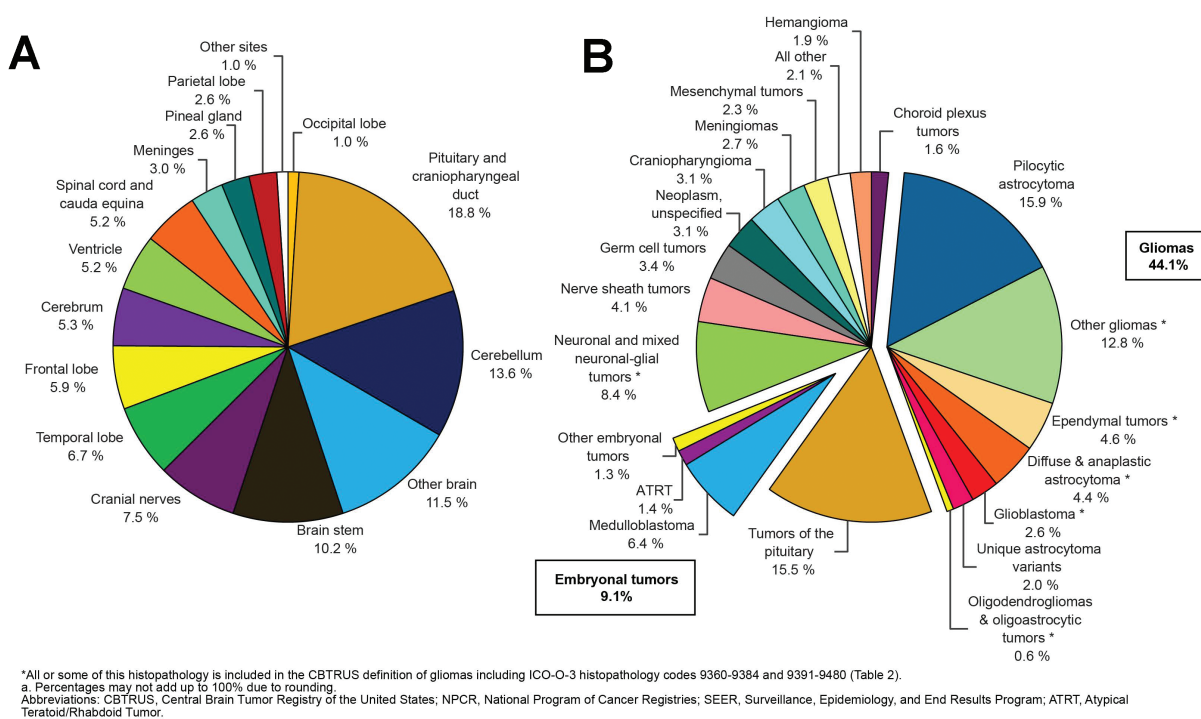 A
Other sites
1.0 %
Parietal lobe
2.6 %
Pineal gland
2.6 %
Meninges
3.0 %
Spinal cord and
cauda equina
5.2 %
Ventricle
5.2 %
Cerebrum
5.3 %
Frontal lobe
5.9 %
Temporal lobe
6.7 %
Cranial nerves
7.5 %
Brain stem
10.2 %
Other brain
11.5 %
Cerebellum
13.6 %
Pituitary and
craniopharyngeal
duct
18.8 %
Occipital lobe
1.0 %
B
Hemangioma
1.9 %
All other
2.1 %
Mesenchymal tumors
2.3 %
Meningiomas
2.7 %
Craniopharyngioma
3.1 %
Neoplasm,
unspecified
3.1 %
Germ cell tumors
3.4 %
Nerve sheath tumors
4.1 %
Neuronal and mixed
neuronal-glial
tumors *
8.4 %
Other embryonal
tumors
1.3 %
ATRT
1.4 %
Medulloblastoma
6.4 %
Embryonal tumors
9.1%
Tumors of the
pituitary
15.5 %
Choroid plexus
tumors
1.6 %
Pilocytic
astrocytoma
15.9 %
Gliomas
44.1%
Other gliomas *
12.8 %
Ependymal tumors *
4.6 %
Diffuse & anaplastic
astrocytoma *
4.4 %
Glioblastoma *
2.6 %
Unique astrocytoma
variants
2.0 %
Oligodendrogliomas
& oligoastrocytic
tumors *
0.6 %
*All or some of this histopathology is included in the CBTRUS definition of gliomas including ICO-O-3 histopathology codes 9360-9384 and 9391-9480 (Table 2).
a. Percentages may not add up to 100% due to rounding.
Abbreviations: CBTRUS, Central Brain Tumor Registry of the United States; NPCR, National Program of Cancer Registries; SEER, Surveillance, Epidemiology, and End Results Program; ATRT, Atypical
Teratoid/Rhabdoid Tumor.